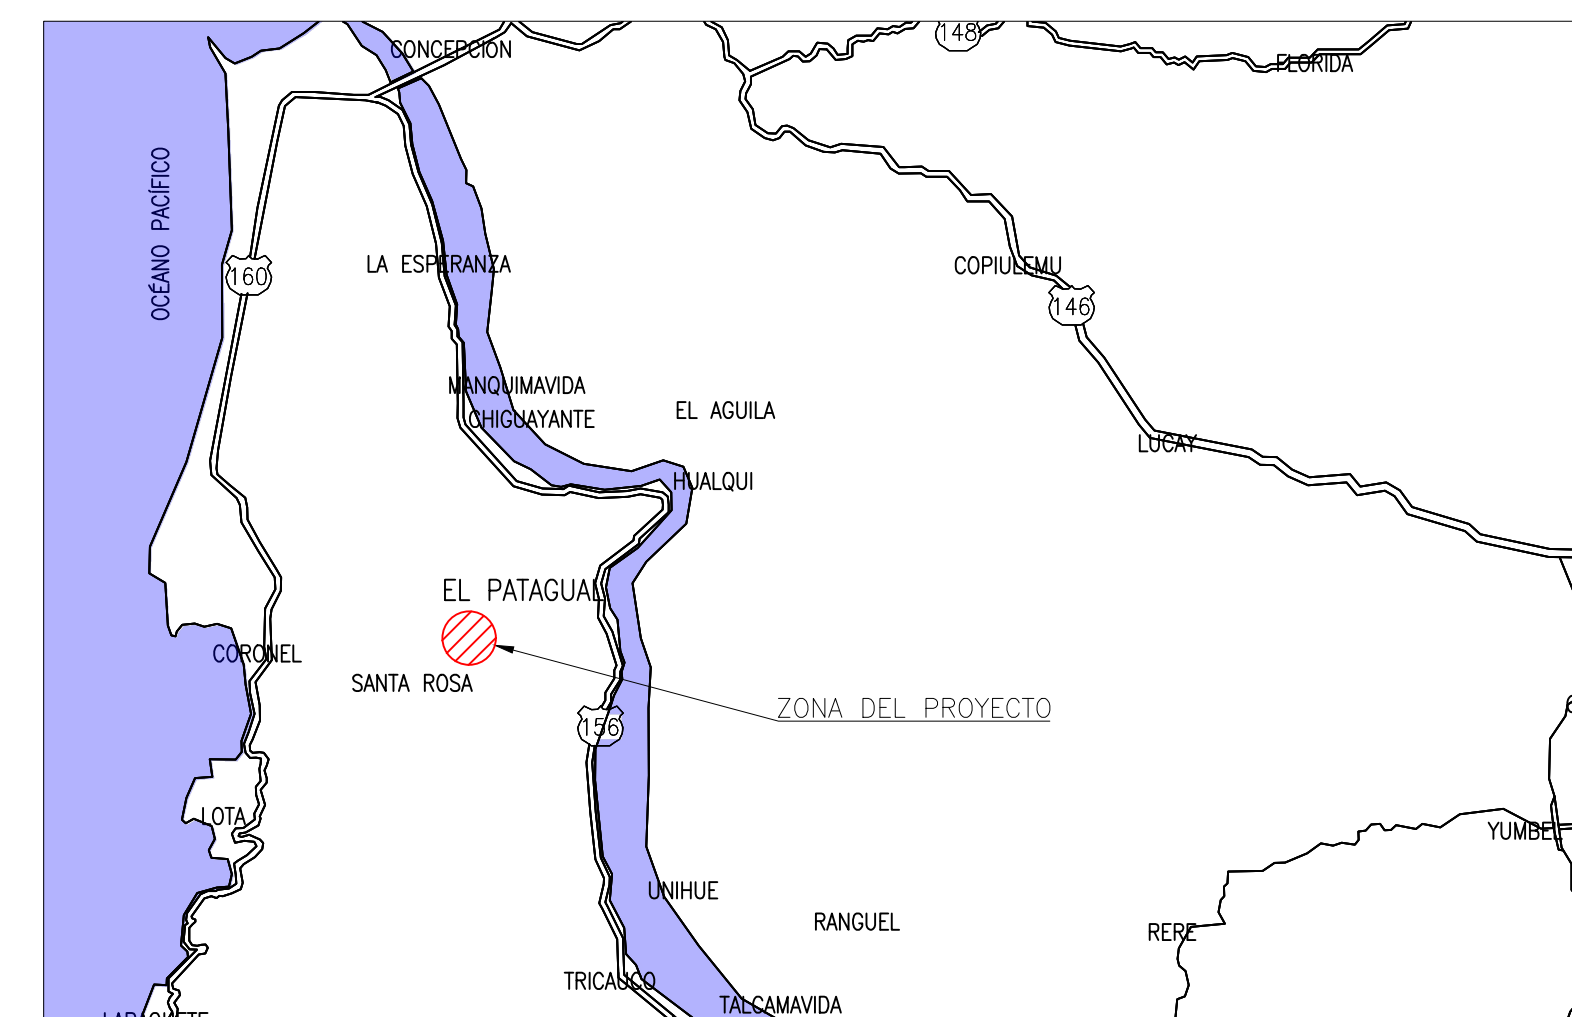 148
CONCEPCIÓN
FLORIDA
OCÉANO PACÍFICO
LA ESPERANZA
COPIULEMU
160
146
MANQUIMAVIDA
EL AGUILA
CHIGUAYANTE
LUCAY
HUALQUI
EL PATAGUAL
CORONEL
SANTA ROSA
ZONA DEL PROYECTO
156
LOTA
YUMBEL
UNIHUE
RANGUEL
RERE
TRICAUCO
TALCAMAVIDA